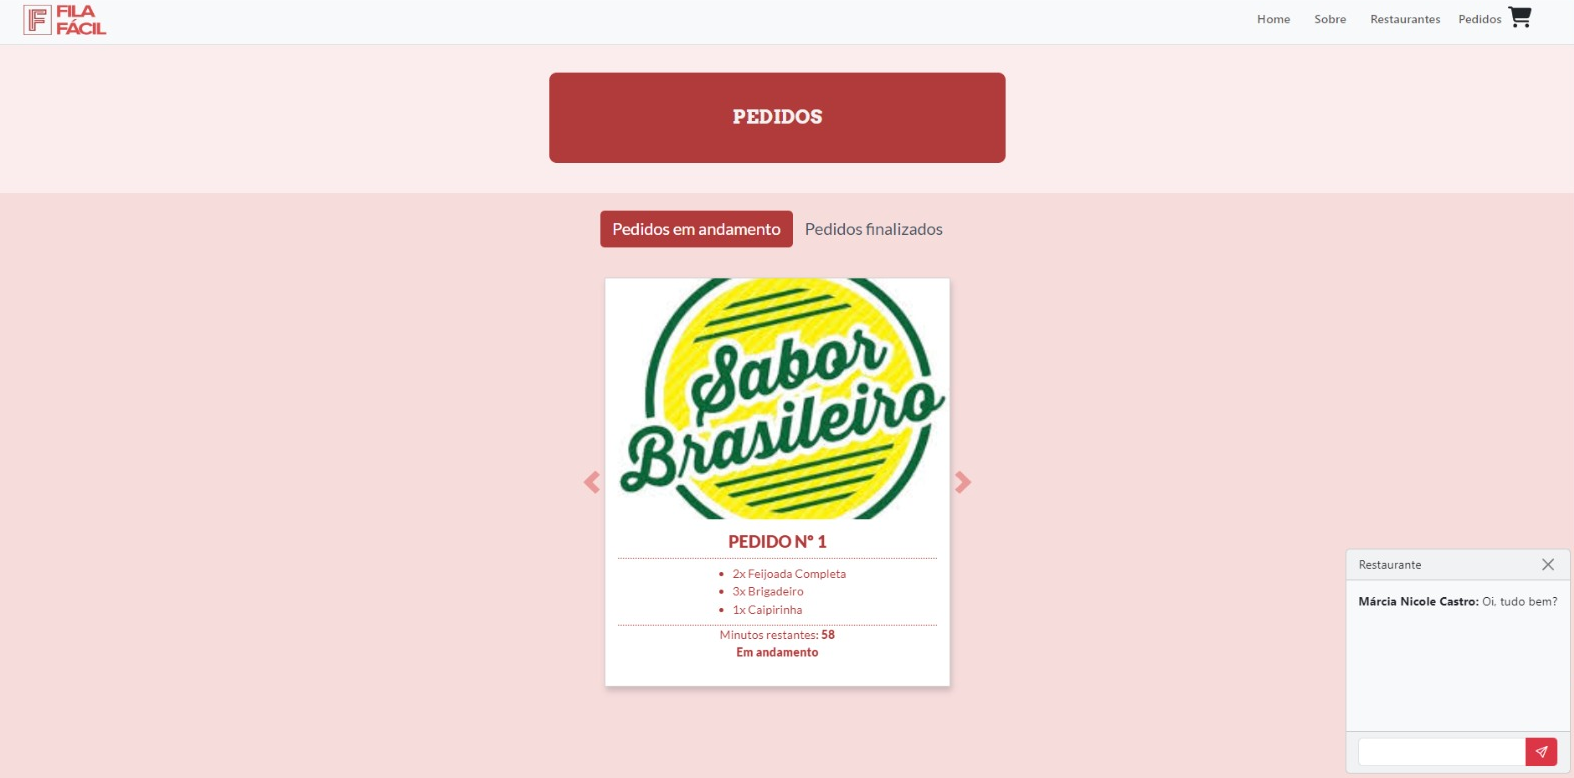 FILA
FÁCIL
Home Sobre Restaurantes Pedidos
PEDIDOS
Pedidos em andamento Pedidos finalizados
Sabor
Brasileiro
PEDIDO Nº 1
2x Feijoada Completa
3x Brigadeiro
1x Caipirinha
Minutos restantes: 58
Em andamento
Restaurante
Márcia Nicole Castro: Oi, tudo bem?